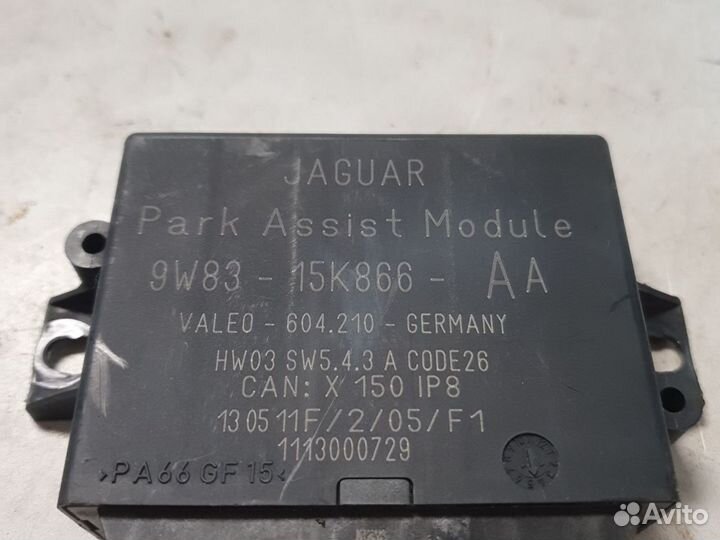 JAGUAR
Park Assist Module
9W83 - 15K866 - AA
VALEO - 604.210 - GERMANY
HW03 SW5.4.3 A CODE26
CAN: X 150 IP8
13 05 11F/2/05/F1
1113000729
>PA66 GF15<
Avito